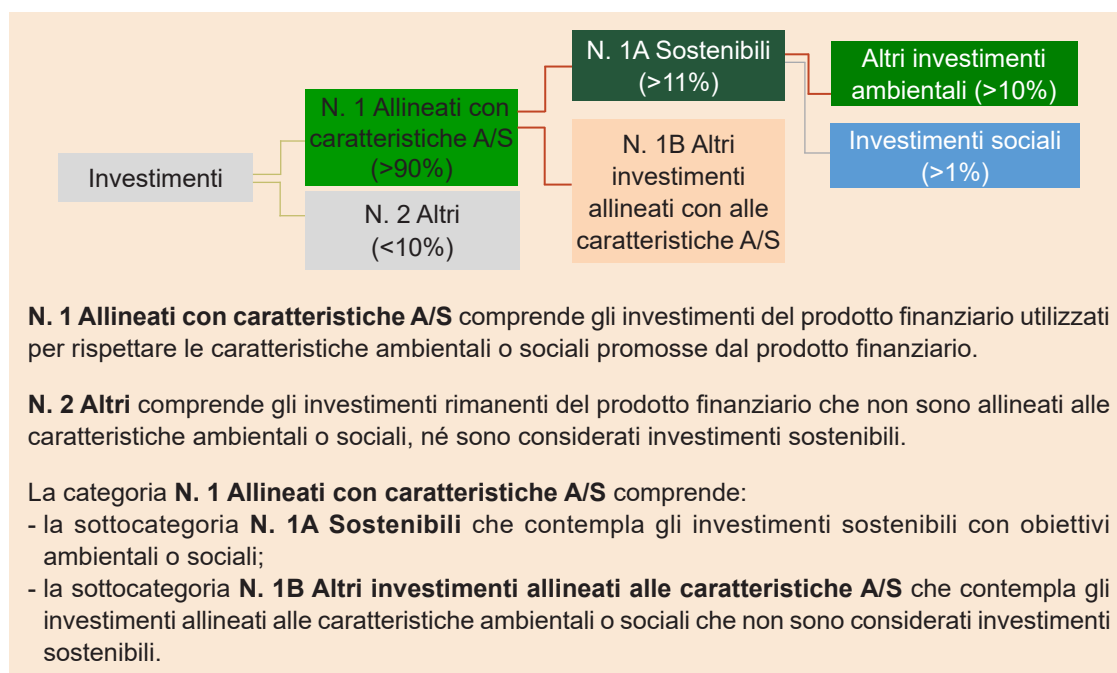 Investimenti
N. 1 Allineati con
caratteristiche A/S
(>90%)
N. 2 Altri
(<10%)
N. 1A Sostenibili
(>11%)
N. 1B Altri
investimenti
allineati con alle
caratteristiche A/S
Altri investimenti
ambientali (>10%)
Investimenti sociali
(>1%)
N. 1 Allineati con caratteristiche A/S comprende gli investimenti del prodotto finanziario utilizzati
per rispettare le caratteristiche ambientali o sociali promosse dal prodotto finanziario.
N. 2 Altri comprende gli investimenti rimanenti del prodotto finanziario che non sono allineati alle
caratteristiche ambientali o sociali, né sono considerati investimenti sostenibili.
La categoria N. 1 Allineati con caratteristiche A/S comprende:
- la sottocategoria N. 1A Sostenibili che contempla gli investimenti sostenibili con obiettivi
ambientali o sociali;
- la sottocategoria N. 1B Altri investimenti allineati alle caratteristiche A/S che contempla gli
investimenti allineati alle caratteristiche ambientali o sociali che non sono considerati investimenti
sostenibili.